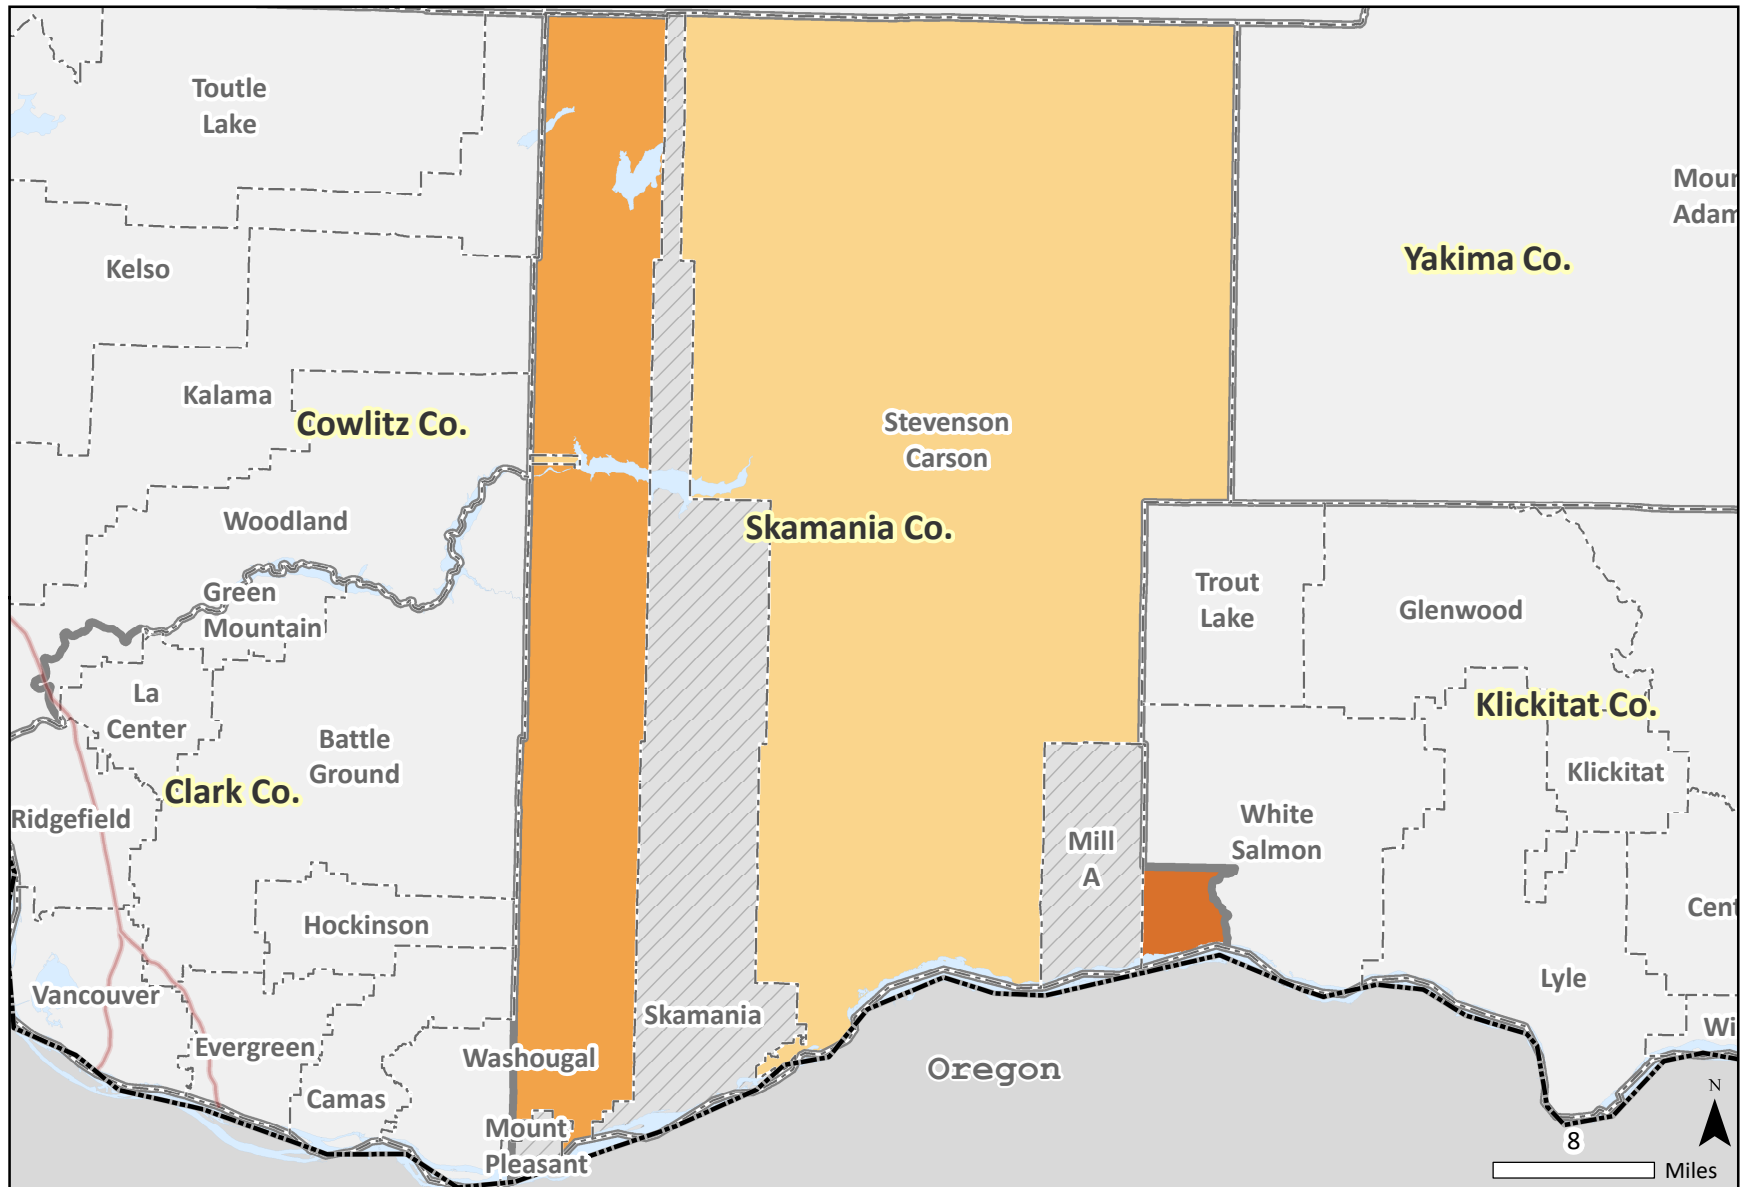 Toutle
Lake
Moun
Adam
Kelso
Yakima Co.
Kalama
Cowlitz Co.
Stevenson
Carson
Woodland
Skamania Co.
Green
Mountain
Trout
Lake
Glenwood
La
Center
Klickitat Co.
Battle
Ground
Clark Co.
Klickitat
Ridgefield
White
Salmon
Mill
A
Hockinson
Cent
Vancouver
Lyle
Skamania
Wi
Evergreen
Washougal
Oregon
Camas
N
Mount
Pleasant
8
Miles